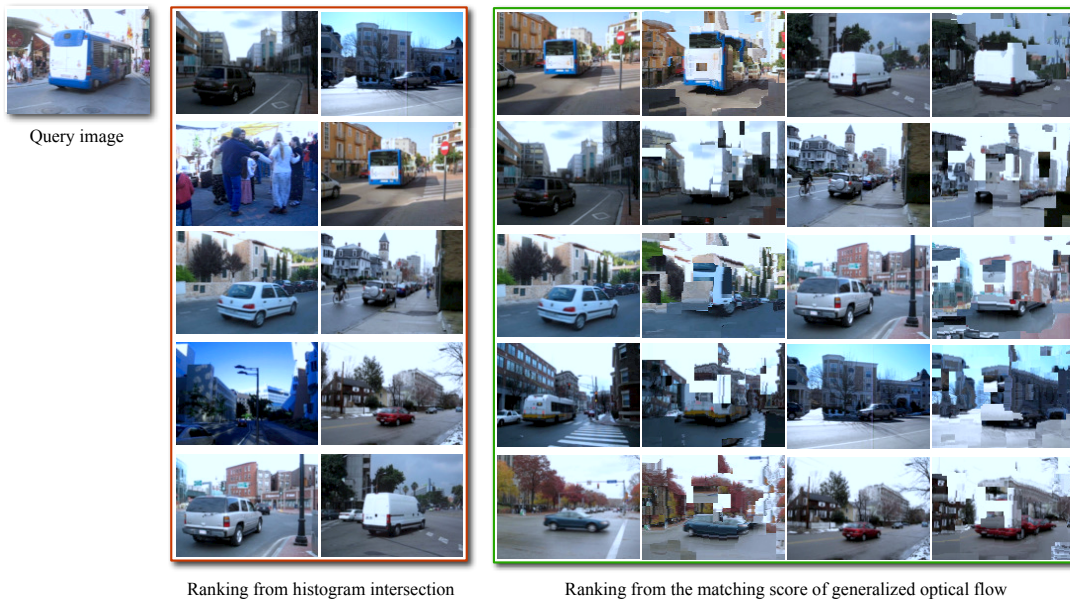 Query image
Ranking from histogram intersection
Ranking from the matching score of generalized optical flow